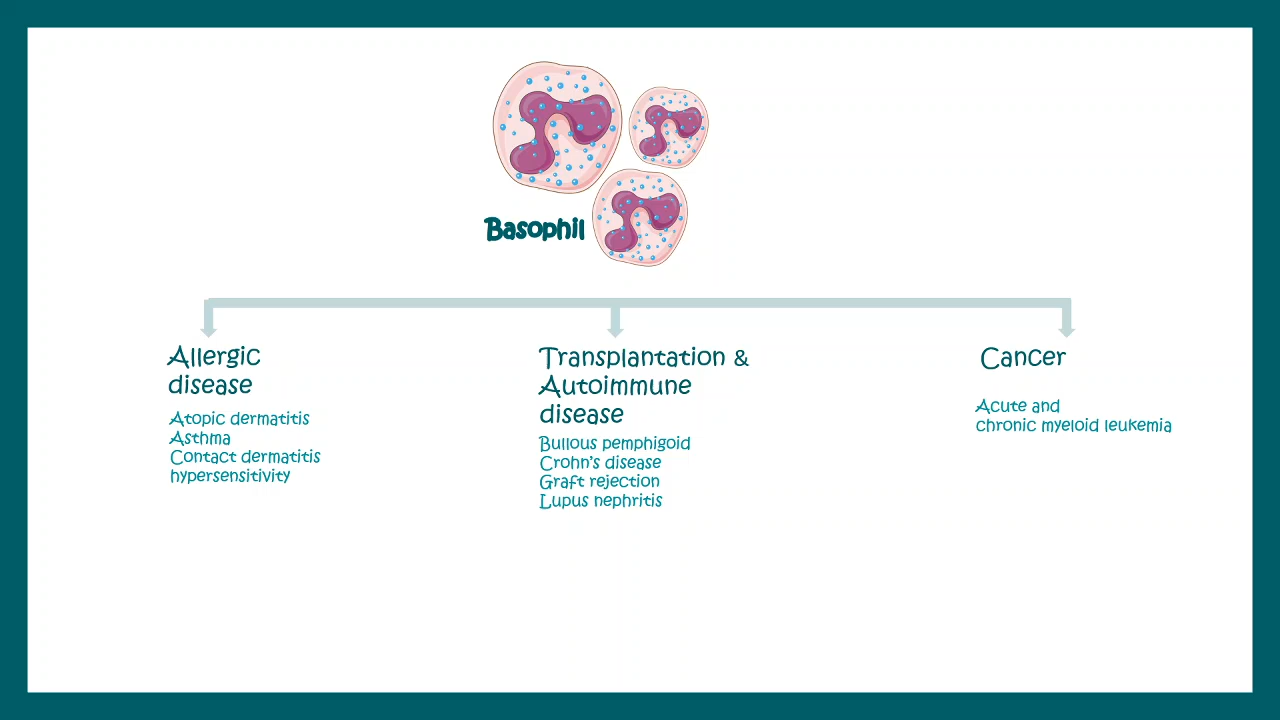 Basophil
Allergic
disease
Atopic dermatitis
Asthma
Contact dermatitis
hypersensitivity
Transplantation &
Autoimmune
disease
Bullous pemphigoid
Crohn's disease
Graft rejection
Lupus nephritis
Cancer
Acute and
chronic myeloid leukemia